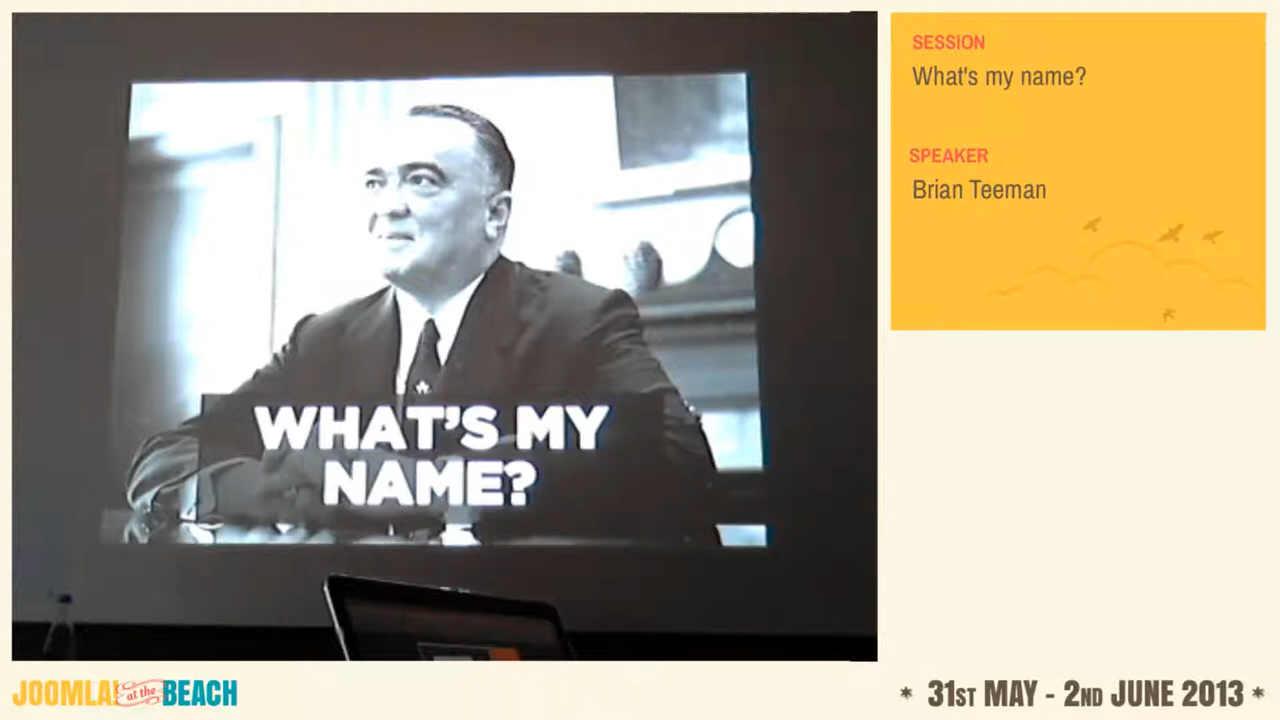 WHAT'S MY
NAME?
SESSION
What's my name?
SPEAKER
Brian Teeman
JOOMLA! at the BEACH
* 31ST MAY - 2ND JUNE 2013 *